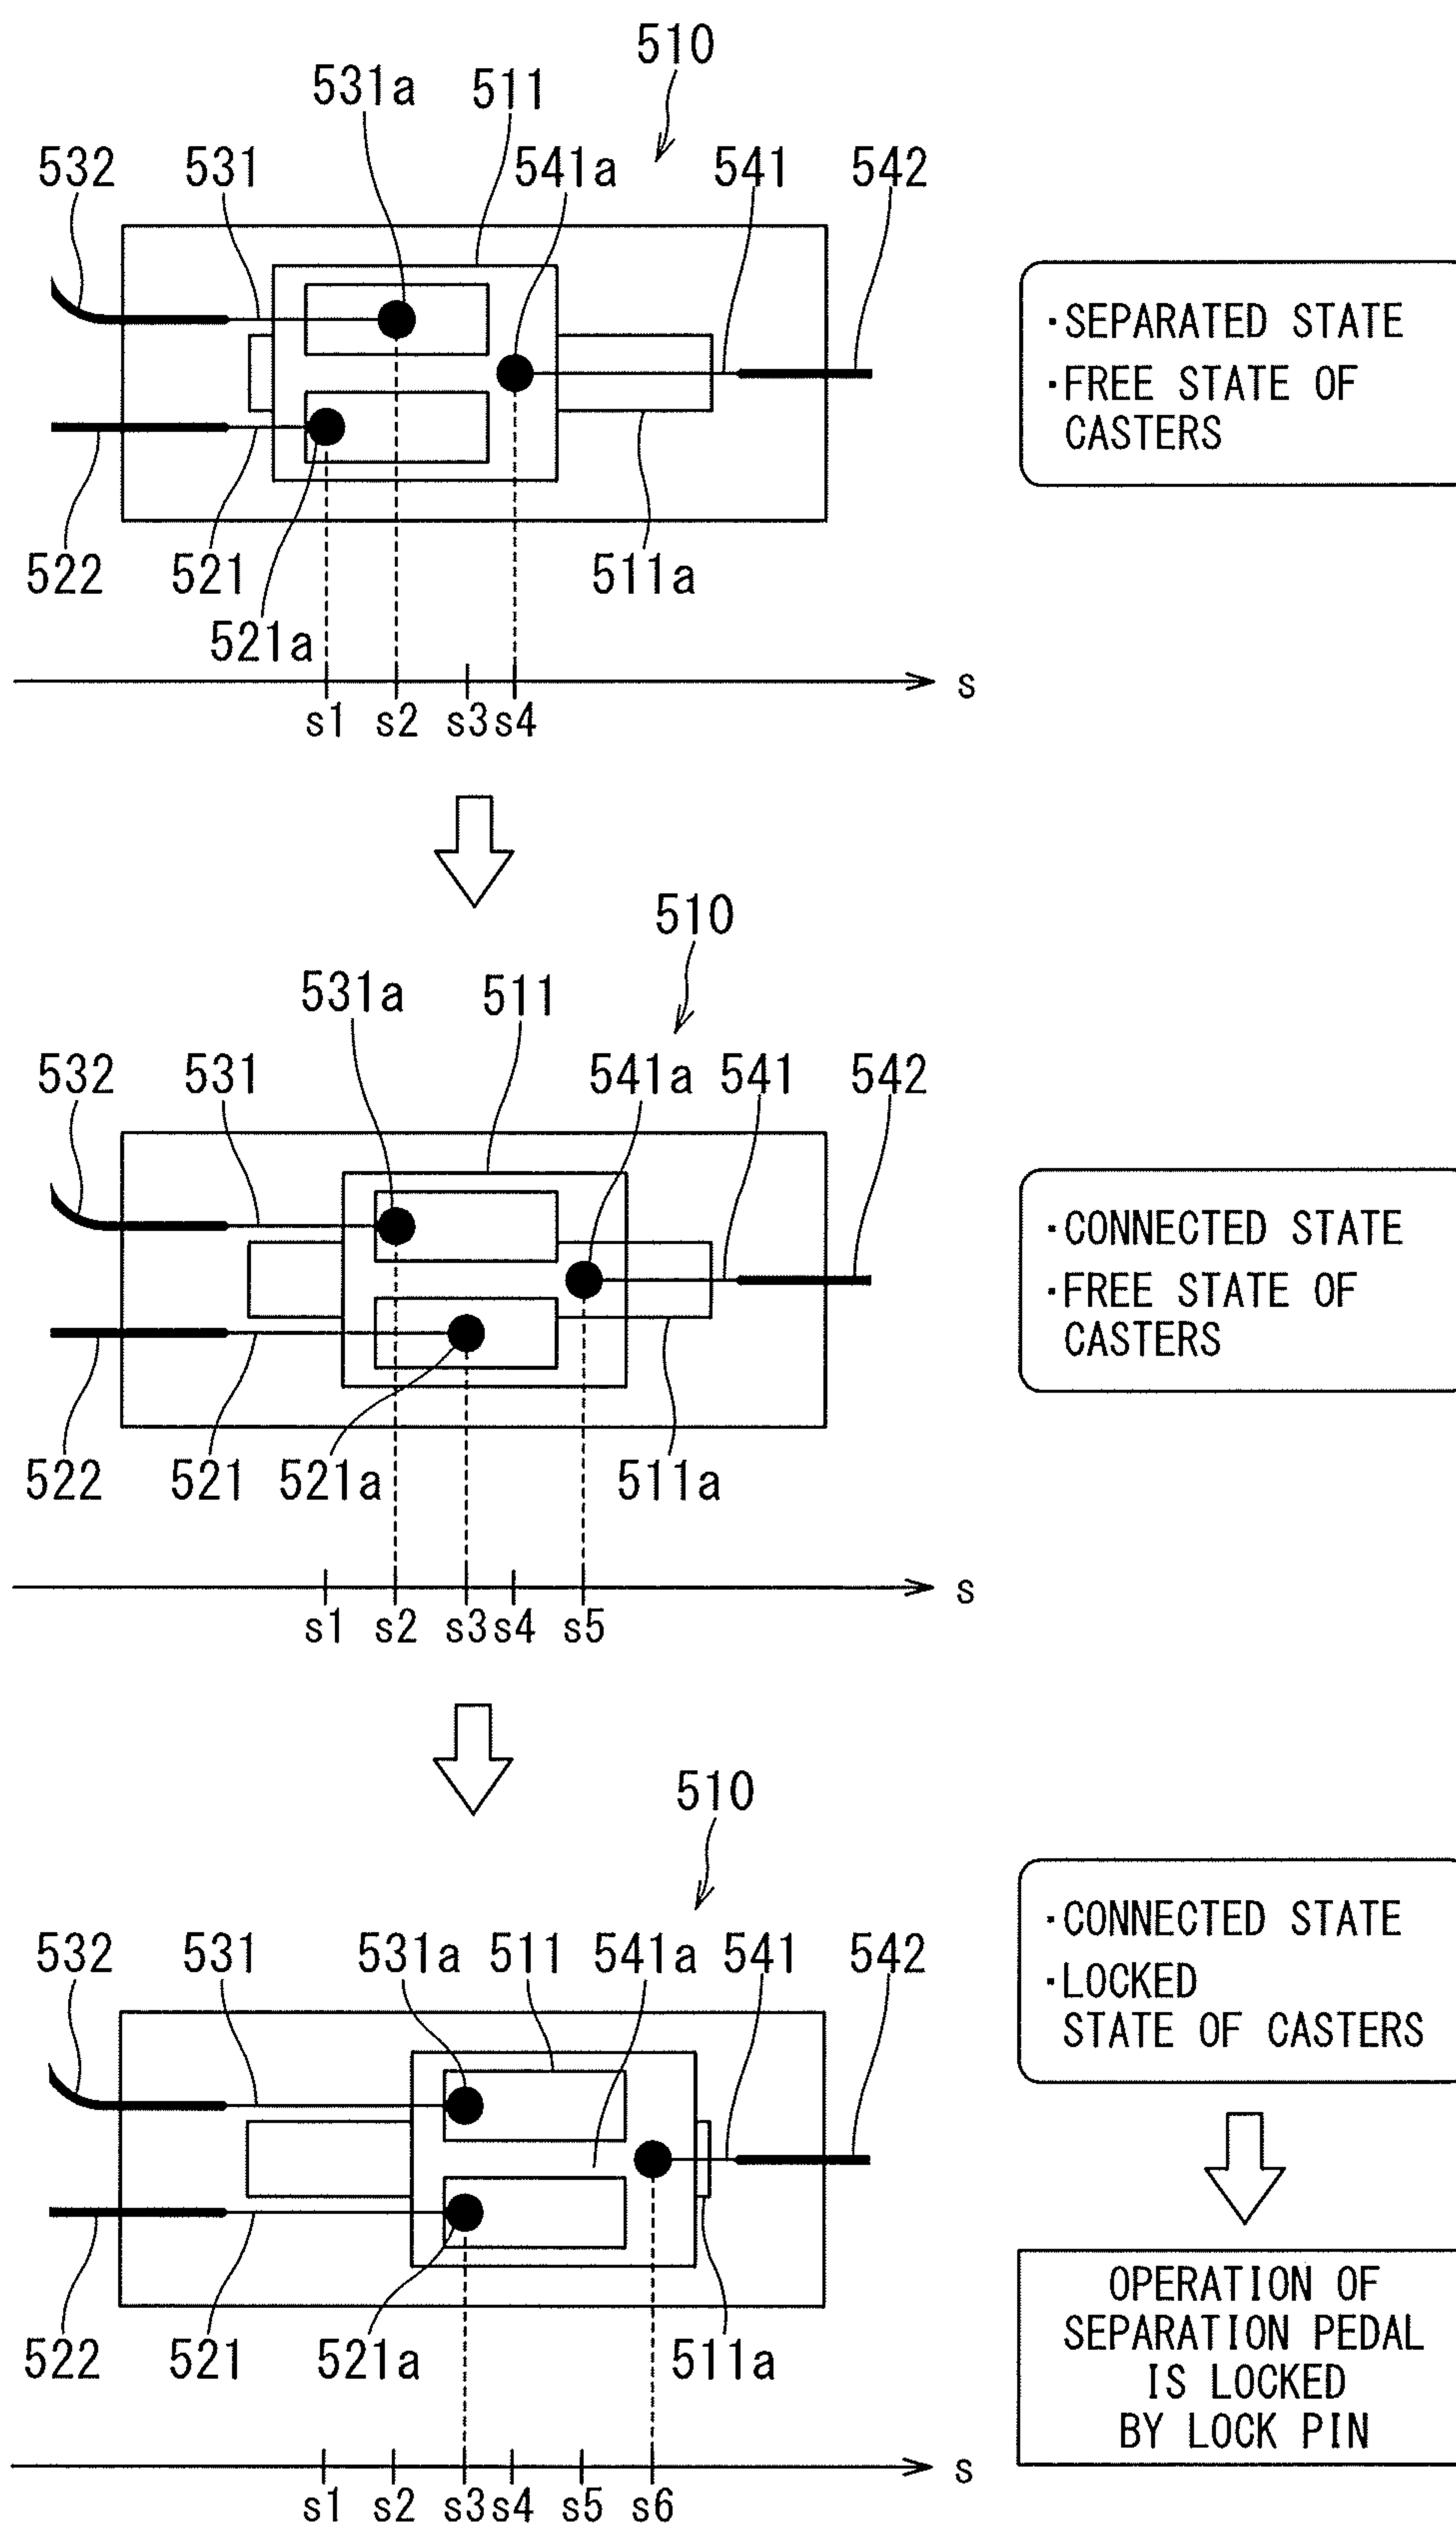 510
531a 511
532 531 541a 541 542
·SEPARATED STATE
·FREE STATE OF
CASTERS
522 521 511a
521a
s
s1 s2 s3 s4
510
531a 511
532 531 541a 541 542
·CONNECTED STATE
·FREE STATE OF
CASTERS
522 521 521a 511a
s
s1 s2 s3 s4 s5
510
532 531 531a 511 541a 541 542
·CONNECTED STATE
·LOCKED
STATE OF CASTERS
522 521 521a 511a
OPERATION OF
SEPARATION PEDAL
IS LOCKED
BY LOCK PIN
s
s1 s2 s3 s4 s5 s6